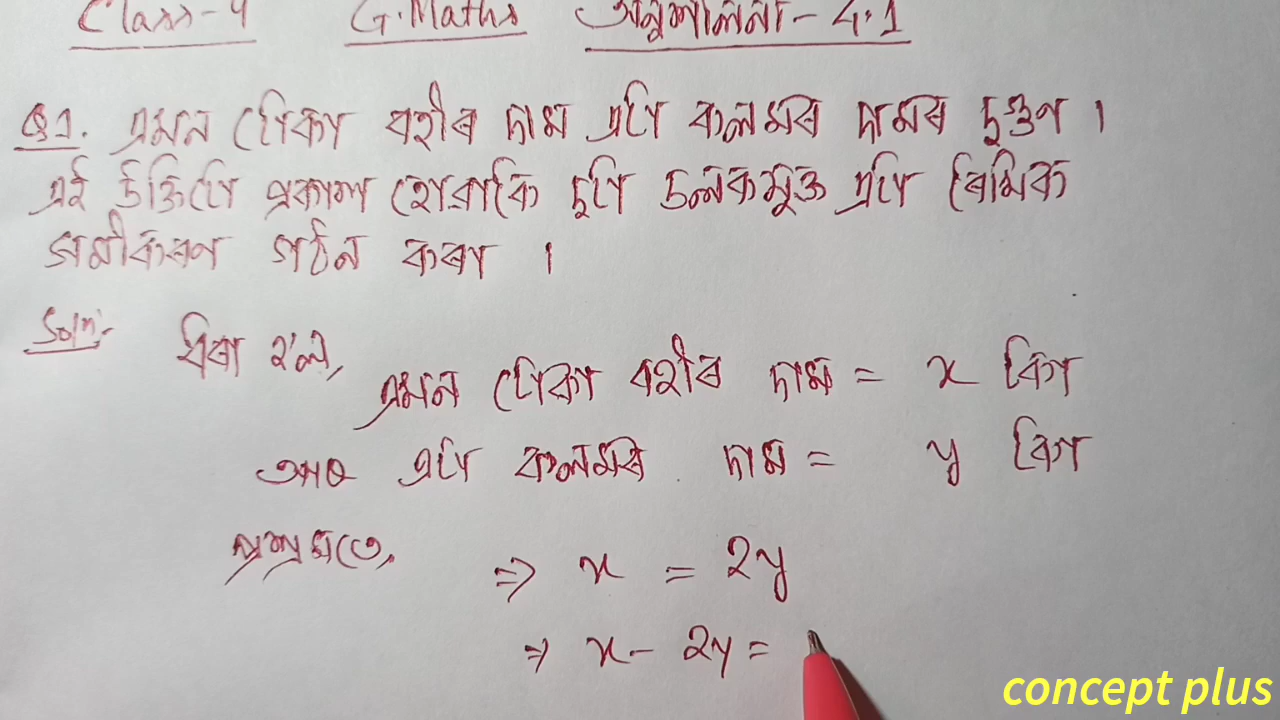 Class-9 G.Maths অনুশীলনী-4.1
Q1. এখন টোকা বহীৰ দাম এটা কলমৰ দামৰ দুগুণ ।
এই উক্তিটো প্ৰকাশ হোৱাকৈ দুটা চলকযুক্ত এটা ৰৈখিক
সমীকৰণ গঠন কৰা ।
Soln:- ধৰা হ'ল,
এখন টোকা বহীৰ দাম = x টকা
আৰু এটা কলমৰ দাম = y টকা
প্ৰশ্নমতে,
⇒ x = 2y
⇒ x - 2y =
concept plus